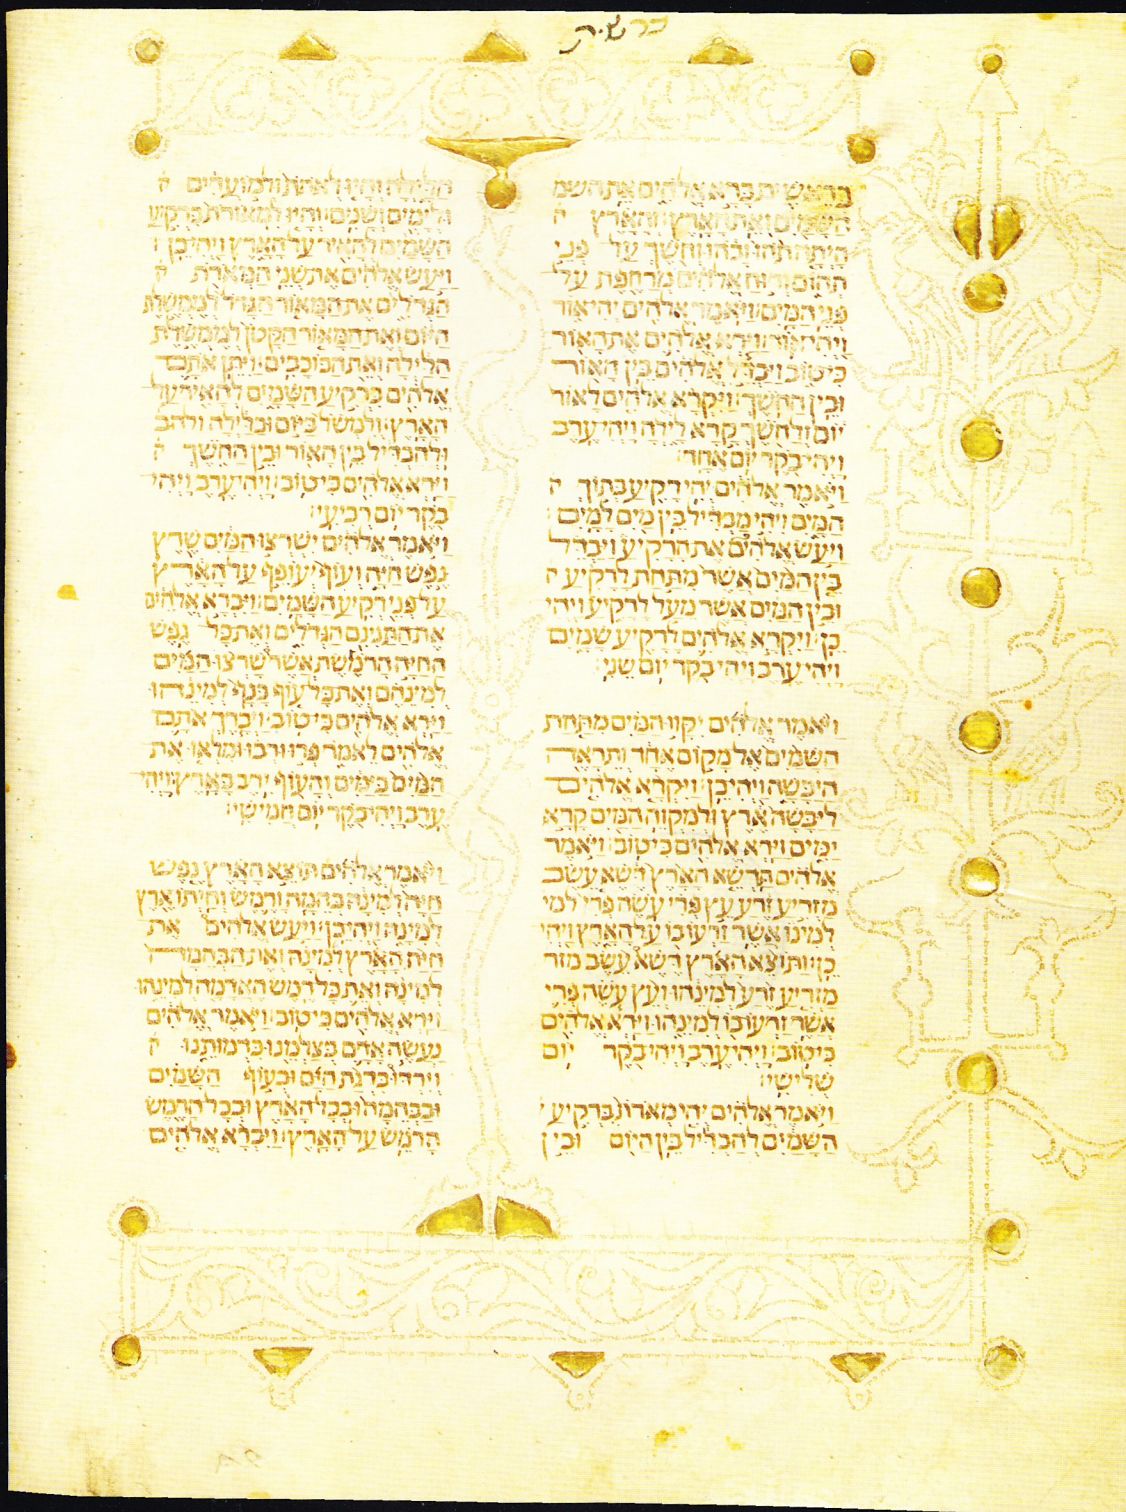 בראשית
בראשית ברא אלהים את השמ
השמים ואת הארץ והארץ ה
היתה תהו ובהו וחשך על פני
תהום ורוח אלהים מרחפת על
פני המים ויאמר אלהים יהי אור
ויהי אור וירא אלהים את האור
כי טוב ויבדל אלהים בין האור
ובין החשך ויקרא אלהים לאור
יום ולחשך קרא לילה ויהי ערב
ויהי בקר יום אחד
ויאמר אלהים יהי רקיע בתוך ה
המים ויהי מבדיל בין מים למים
ויעש אלהים את הרקיע ויבדל
בין המים אשר מתחת לרקיע ה
ובין המים אשר מעל לרקיע ויהי
כן ויקרא אלהים לרקיע שמים
ויהי ערב ויהי בקר יום שני
ויאמר אלהים יקוו המים מתחת
השמים אל מקום אחד ותראה
היבשה ויהי כן ויקרא אלהים
ליבשה ארץ ולמקוה המים קרא
ימים וירא אלהים כי טוב ויאמר
אלהים תדשא הארץ דשא עשב
מזריע זרע עץ פרי עשה פרי למי
למינו אשר זרעו בו על הארץ ויהי
כן ותוצא הארץ דשא עשב מזר
מזריע זרע למינהו ועץ עשה פרי
אשר זרעו בו למינהו וירא אלהים
כי טוב ויהי ערב ויהי בקר יום
שלישי
ויאמר אלהים יהי מארות ברקיע
השמים להבדיל בין היום ובין
הלילה והיו לאתת ולמועדים ה
ולימים ושנים והיו למאורת ברקיע
השמים להאיר על הארץ ויהי כן ו
ויעש אלהים את שני המארת ה
הגדלים את המאור הגדל לממשלת
היום ואת המאור הקטן לממשלת
הלילה ואת הכוכבים ויתן אתם
אלהים ברקיע השמים להאיר על
הארץ ולמשל ביום ובלילה ולהב
ולהבדיל בין האור ובין החשך ה
וירא אלהים כי טוב ויהי ערב ויהי
בקר יום רביעי
ויאמר אלהים ישרצו המים שרץ
נפש חיה ועוף יעופף על הארץ
על פני רקיע השמים ויברא אלהים
את התנינם הגדלים ואת כל נפש
החיה הרמשת אשר שרצו המים
למינהם ואת כל עוף כנף למינהו
וירא אלהים כי טוב ויברך אתם
אלהים לאמר פרו ורבו ומלאו את
המים בימים והעוף ירב בארץ ויהי
ערב ויהי בקר יום חמישי
ויאמר אלהים תוצא הארץ נפש
חיה למינה בהמה ורמש וחיתו ארץ
למינה ויהי כן ויעש אלהים את
חית הארץ למינה ואת הבהמה
למינה ואת כל רמש האדמה למינהו
וירא אלהים כי טוב ויאמר אלהים
נעשה אדם בצלמנו כדמותנו ה
וירדו בדגת הים ובעוף השמים
ובבהמה ובכל הארץ ובכל הרמש
הרמש על הארץ ויברא אלהים